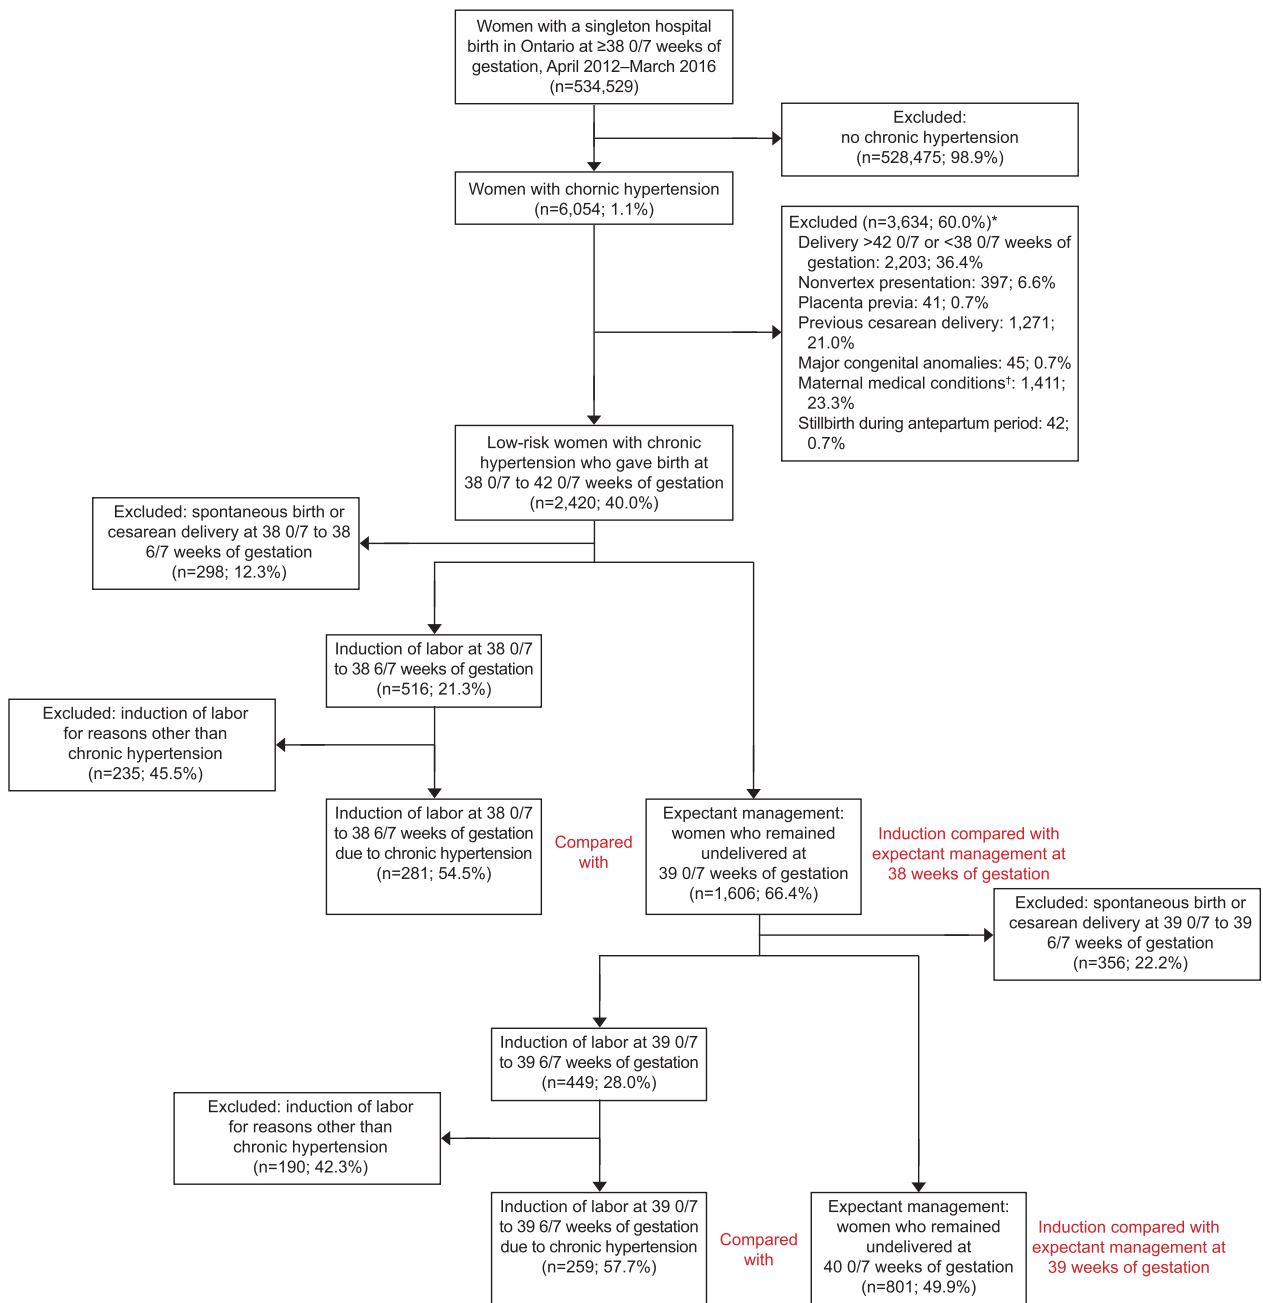 Women with a singleton hospital
birth in Ontario at ≥38 0/7 weeks of
gestation, April 2012–March 2016
(n=534,529)
Excluded:
no chronic hypertension
(n=528,475; 98.9%)
Women with chornic hypertension
(n=6,054; 1.1%)
Excluded (n=3,634; 60.0%)*
Delivery >42 0/7 or <38 0/7 weeks of
gestation: 2,203; 36.4%
Nonvertex presentation: 397; 6.6%
Placenta previa: 41; 0.7%
Previous cesarean delivery: 1,271;
21.0%
Major congenital anomalies: 45; 0.7%
Maternal medical conditions†: 1,411;
23.3%
Stillbirth during antepartum period: 42;
0.7%
Low-risk women with chronic
hypertension who gave birth at
38 0/7 to 42 0/7 weeks of gestation
(n=2,420; 40.0%)
Excluded: spontaneous birth or
cesarean delivery at 38 0/7 to 38
6/7 weeks of gestation
(n=298; 12.3%)
Induction of labor at 38 0/7
to 38 6/7 weeks of gestation
(n=516; 21.3%)
Excluded: induction of labor
for reasons other than
chronic hypertension
(n=235; 45.5%)
Induction of labor at 38 0/7
to 38 6/7 weeks of gestation
due to chronic hypertension
(n=281; 54.5%)
Compared
with
Expectant management:
women who remained
undelivered at
39 0/7 weeks of gestation
(n=1,606; 66.4%)
Induction compared with
expectant management at
38 weeks of gestation
Excluded: spontaneous birth or
cesarean delivery at 39 0/7 to 39
6/7 weeks of gestation
(n=356; 22.2%)
Induction of labor at 39 0/7
to 39 6/7 weeks of gestation
(n=449; 28.0%)
Excluded: induction of labor
for reasons other than
chronic hypertension
(n=190; 42.3%)
Induction of labor at 39 0/7
to 39 6/7 weeks of gestation
due to chronic hypertension
(n=259; 57.7%)
Compared
with
Expectant management:
women who remained
undelivered at
40 0/7 weeks of gestation
(n=801; 49.9%)
Induction compared with
expectant management at
39 weeks of gestation